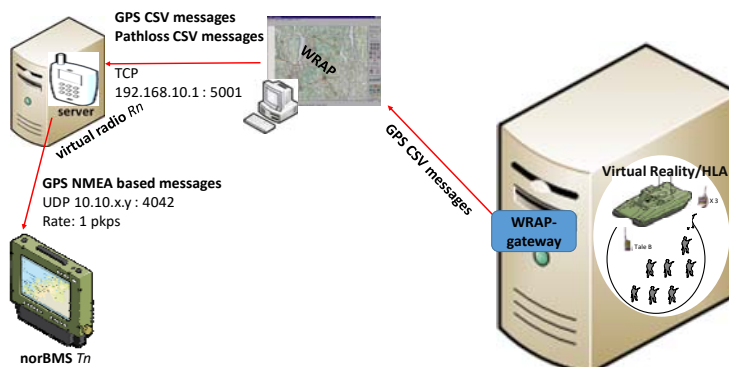 GPS CSV messages
Pathloss CSV messages
WRAP
TCP
192.168.10.1 : 5001
server
virtual radio Rn
GPS NMEA based messages
UDP 10.10.x.y : 4042
Rate: 1 pkps
norBMS Tn
GPS CSV messages
WRAP-
gateway
Virtual Reality/HLA
X 3
Tale B